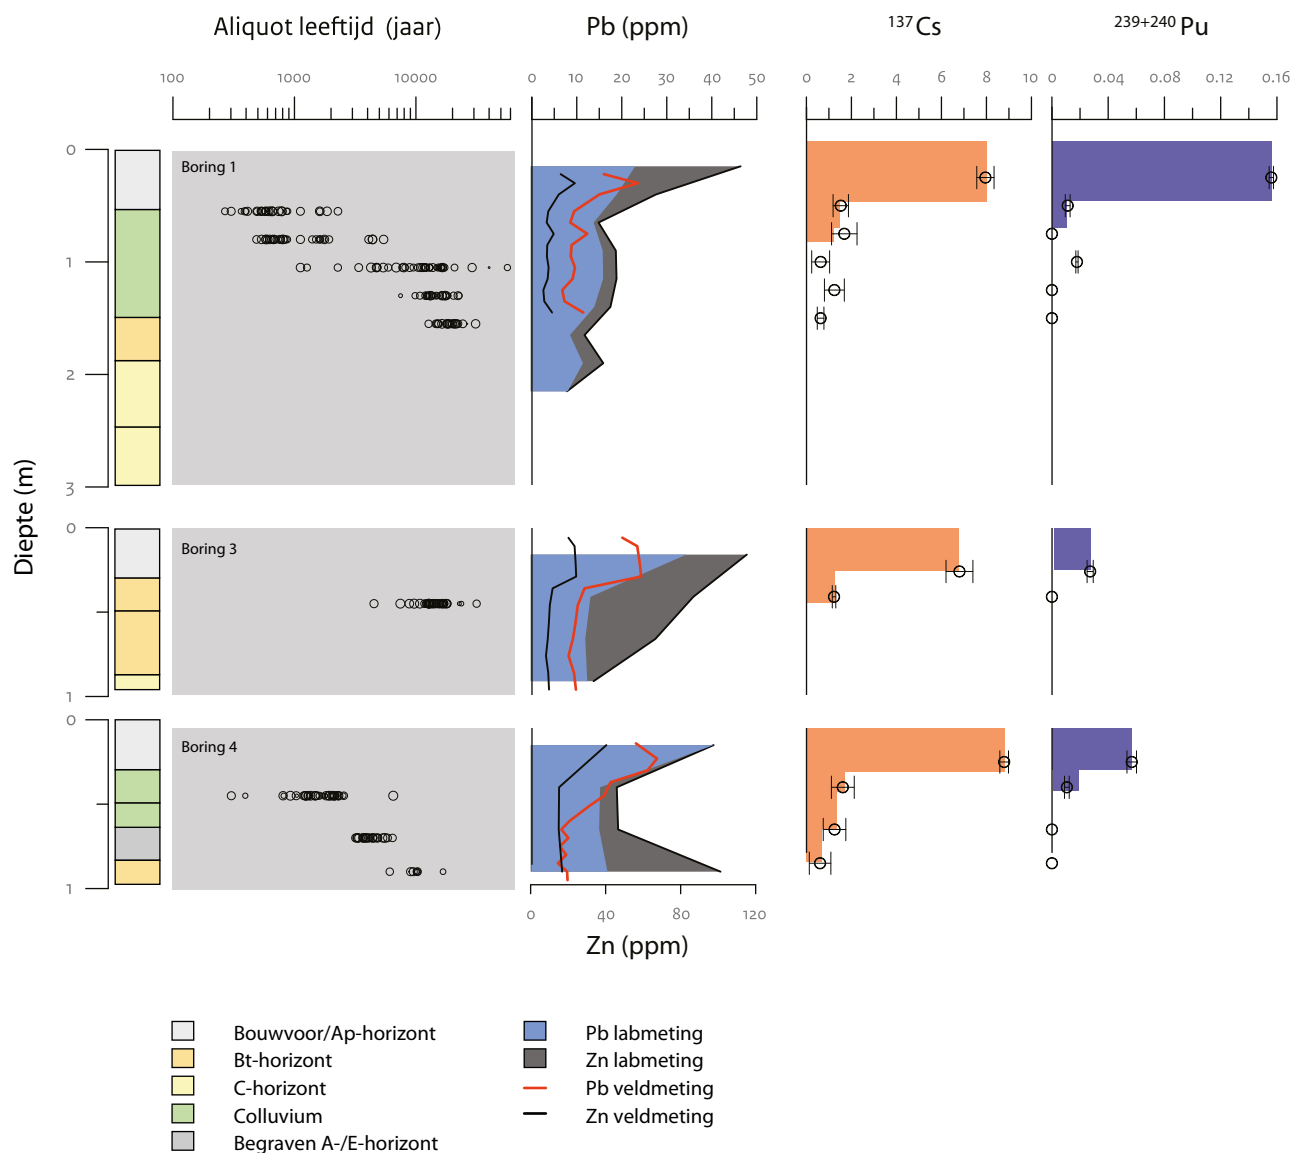 Aliquot leeftijd (jaar)
Pb (ppm)
137Cs
239+240Pu
100 1000 10000
0 10 20 30 40 50
0 2 4 6 8 10
0 0.04 0.08 0.12 0.16
Diepte (m)
0
1
2
3
Boring 1
0
1
Boring 3
0
1
Boring 4
0 40 80 120
Zn (ppm)
Bouwvoor/Ap-horizont
Bt-horizont
C-horizont
Colluvium
Begraven A-/E-horizont
Pb labmeting
Zn labmeting
Pb veldmeting
Zn veldmeting